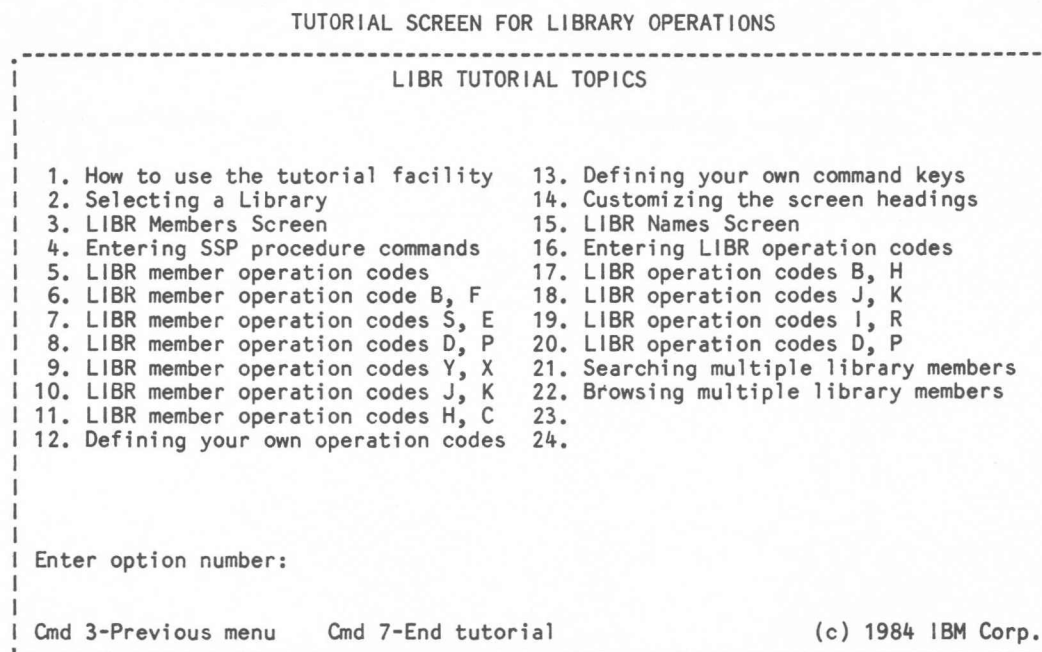 TUTORIAL SCREEN FOR LIBRARY OPERATIONS
LIBR TUTORIAL TOPICS
1. How to use the tutorial facility 13. Defining your own command keys
2. Selecting a Library 14. Customizing the screen headings
3. LIBR Members Screen 15. LIBR Names Screen
4. Entering SSP procedure commands 16. Entering LIBR operation codes
5. LIBR member operation codes 17. LIBR operation codes B, H
6. LIBR member operation code B, F 18. LIBR operation codes J, K
7. LIBR member operation codes S, E 19. LIBR operation codes I, R
8. LIBR member operation codes D, P 20. LIBR operation codes D, P
9. LIBR member operation codes Y, X 21. Searching multiple library members
10. LIBR member operation codes J, K 22. Browsing multiple library members
11. LIBR member operation codes H, C 23.
12. Defining your own operation codes 24.
Enter option number:
Cmd 3-Previous menu Cmd 7-End tutorial (c) 1984 IBM Corp.